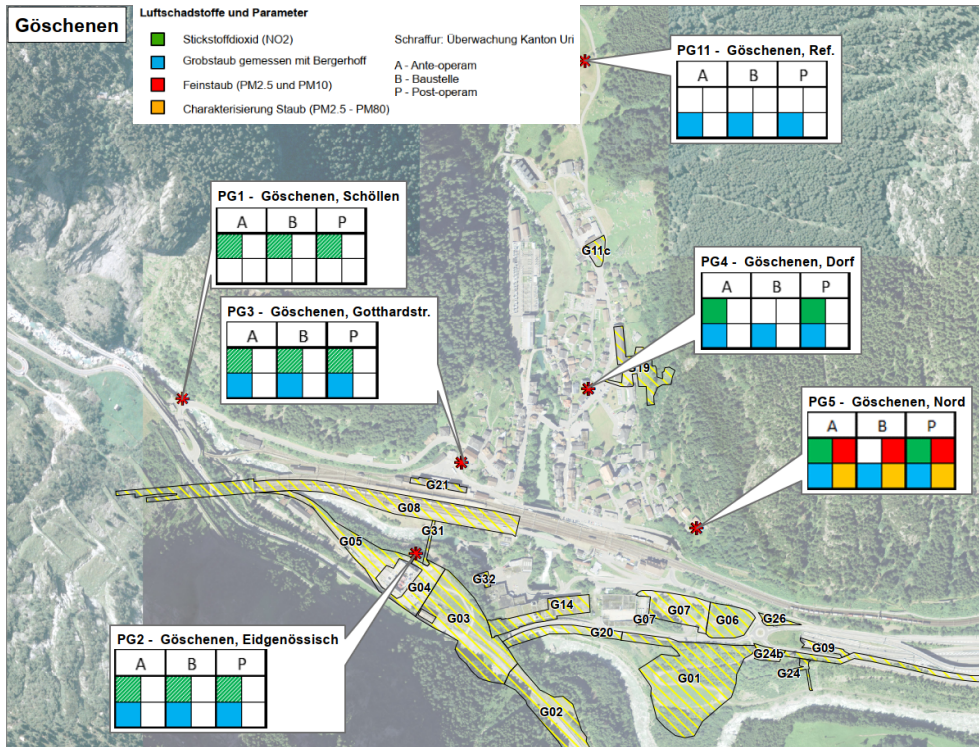 Göschenen
Luftschadstoffe und Parameter
Stickstoffdioxid (NO2)
Grobstaub gemessen mit Bergerhoff
Feinstaub (PM2.5 und PM10)
Charakterisierung Staub (PM2.5 - PM80)
Schraffur: Überwachung Kanton Uri
A - Ante-operam
B - Baustelle
P - Post-operam
PG11 - Göschenen, Ref.
A B P
PG1 - Göschenen, Schöllen
A B P
G11c
PG4 - Göschenen, Dorf
A B P
PG3 - Göschenen, Gotthardstr.
A B P
G19
PG5 - Göschenen, Nord
A B P
G21
G08
G31
G05
G32
G04
G14
G07
G03
G07
G06
G26
G20
G09
G24b
G24
G01
G02
PG2 - Göschenen, Eidgenössisch
A B P